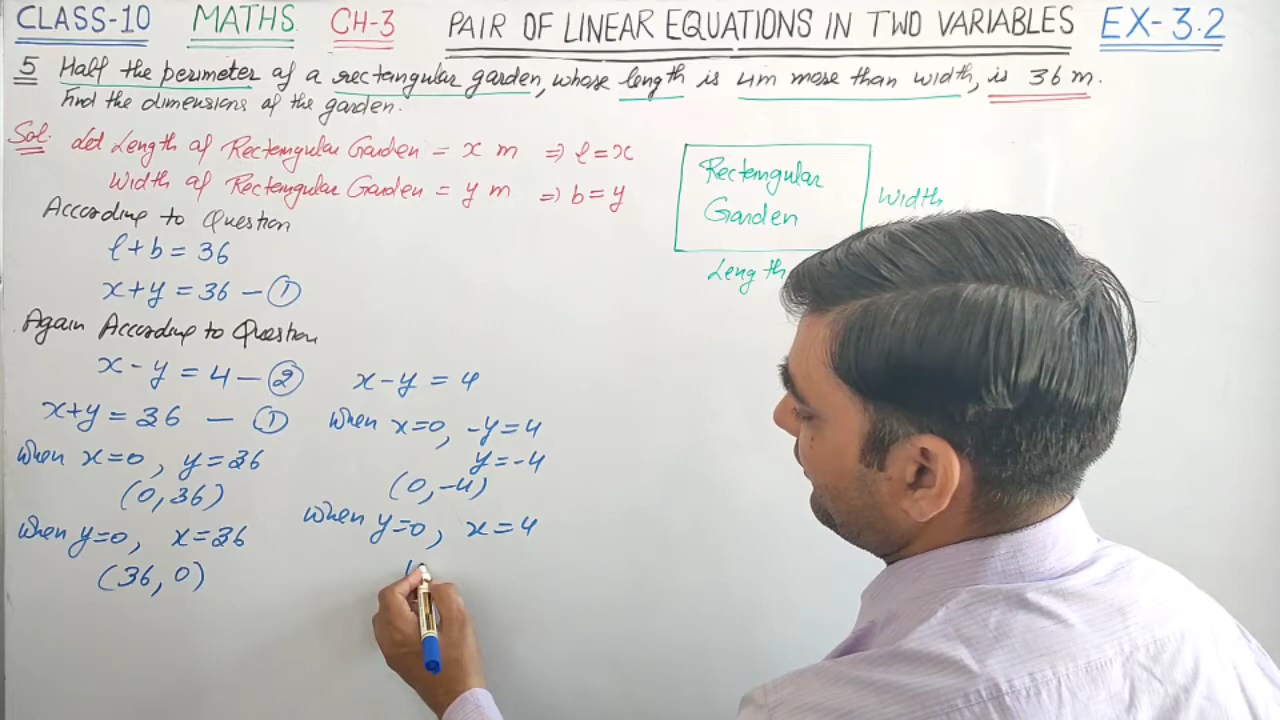 CLASS-10 MATHS CH-3 PAIR OF LINEAR EQUATIONS IN TWO VARIABLES EX-3.2
5 Half the perimeter of a rectangular garden, whose length is 4m more than width, is 36 m.
Find the dimensions of the garden.
Sol. Let Length of Rectangular Garden = x m ⇒ l = x
Width of Rectangular Garden = y m ⇒ b = y
According to Question
l + b = 36
x + y = 36 — ①
Again According to Question
x - y = 4 — ②
x + y = 36 — ①
when x=0, y = 36
(0, 36)
when y=0, x = 36
(36, 0)
x - y = 4
when x=0, -y = 4
y = -4
(0, -4)
when y=0, x = 4
(
Rectangular
Garden
Width
Length